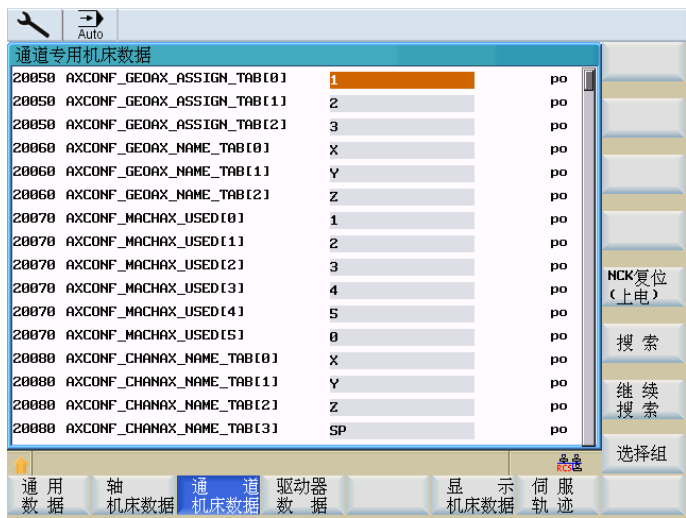 Auto
通道专用机床数据
20050 AXCONF_GEOAX_ASSIGN_TAB[0] 1 po
20050 AXCONF_GEOAX_ASSIGN_TAB[1] 2 po
20050 AXCONF_GEOAX_ASSIGN_TAB[2] 3 po
20060 AXCONF_GEOAX_NAME_TAB[0] X po
20060 AXCONF_GEOAX_NAME_TAB[1] Y po
20060 AXCONF_GEOAX_NAME_TAB[2] Z po
20070 AXCONF_MACHAX_USED[0] 1 po
20070 AXCONF_MACHAX_USED[1] 2 po
20070 AXCONF_MACHAX_USED[2] 3 po
20070 AXCONF_MACHAX_USED[3] 4 po
20070 AXCONF_MACHAX_USED[4] 5 po
20070 AXCONF_MACHAX_USED[5] 0 po
20080 AXCONF_CHANAX_NAME_TAB[0] X po
20080 AXCONF_CHANAX_NAME_TAB[1] Y po
20080 AXCONF_CHANAX_NAME_TAB[2] Z po
20080 AXCONF_CHANAX_NAME_TAB[3] SP po
NCK复位
(上电)
搜 索
继 续
搜 索
选择组
RCS
通 用
数 据
轴
机床数据
通 道
机床数据
驱动器
数 据
显 示
机床数据
伺 服
轨 迹